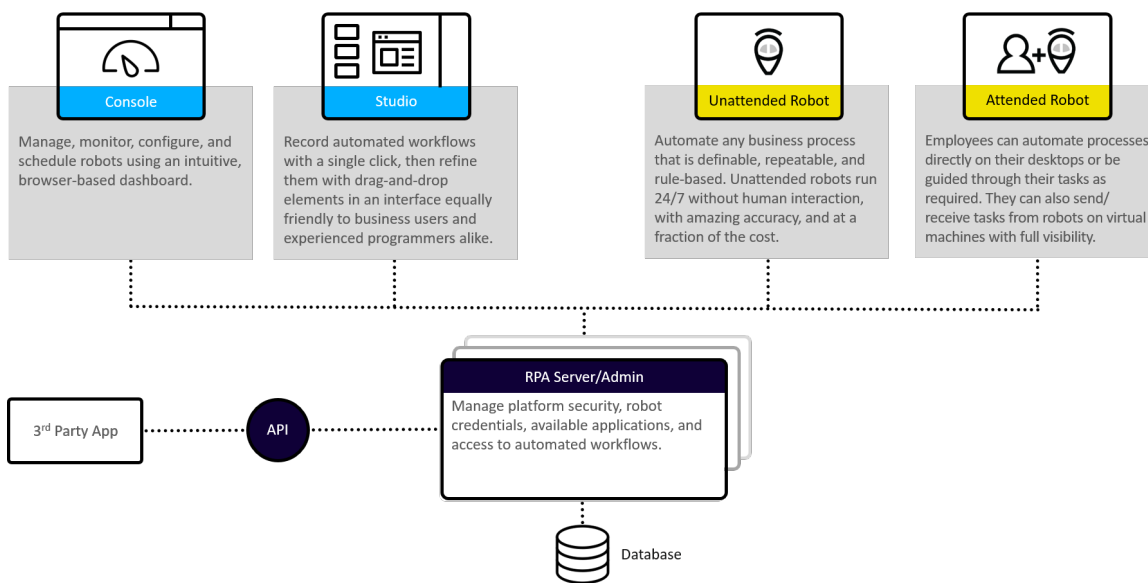 Console
Manage, monitor, configure, and
schedule robots using an intuitive,
browser-based dashboard.
Studio
Record automated workflows
with a single click, then refine
them with drag-and-drop
elements in an interface equally
friendly to business users and
experienced programmers alike.
Unattended Robot
Automate any business process
that is definable, repeatable, and
rule-based. Unattended robots run
24/7 without human interaction,
with amazing accuracy, and at a
fraction of the cost.
Attended Robot
Employees can automate processes
directly on their desktops or be
guided through their tasks as
required. They can also send/
receive tasks from robots on virtual
machines with full visibility.
RPA Server/Admin
Manage platform security, robot
credentials, available applications, and
access to automated workflows.
3rd Party App
API
Database